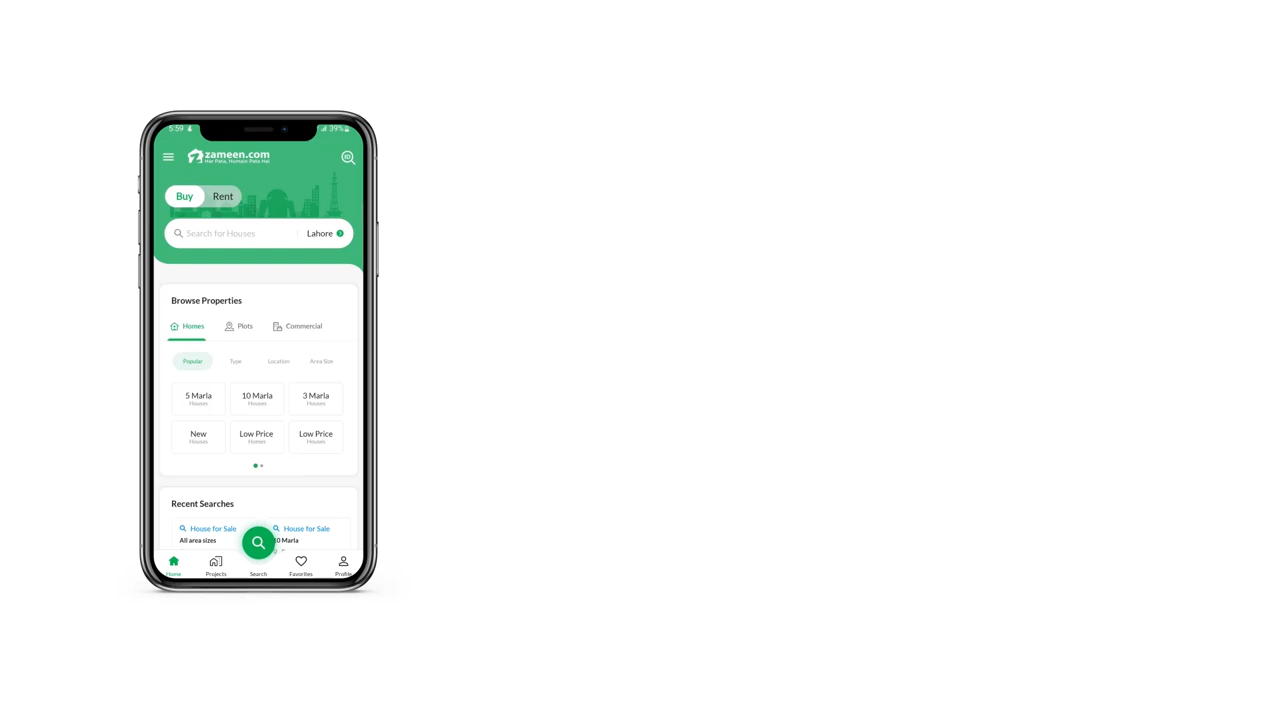 5:59 39%
zameen.com
Har Pata, Humain Pata Hai
ID
Buy Rent
Search for Houses Lahore
Browse Properties
Homes Plots Commercial
Popular Type Location Area Size
5 Marla 10 Marla 3 Marla
Houses Houses Houses
New Low Price Low Price
Houses Homes Houses
Recent Searches
House for Sale House for Sale
All area sizes 10 Marla
Home Projects Search Favorites Profile